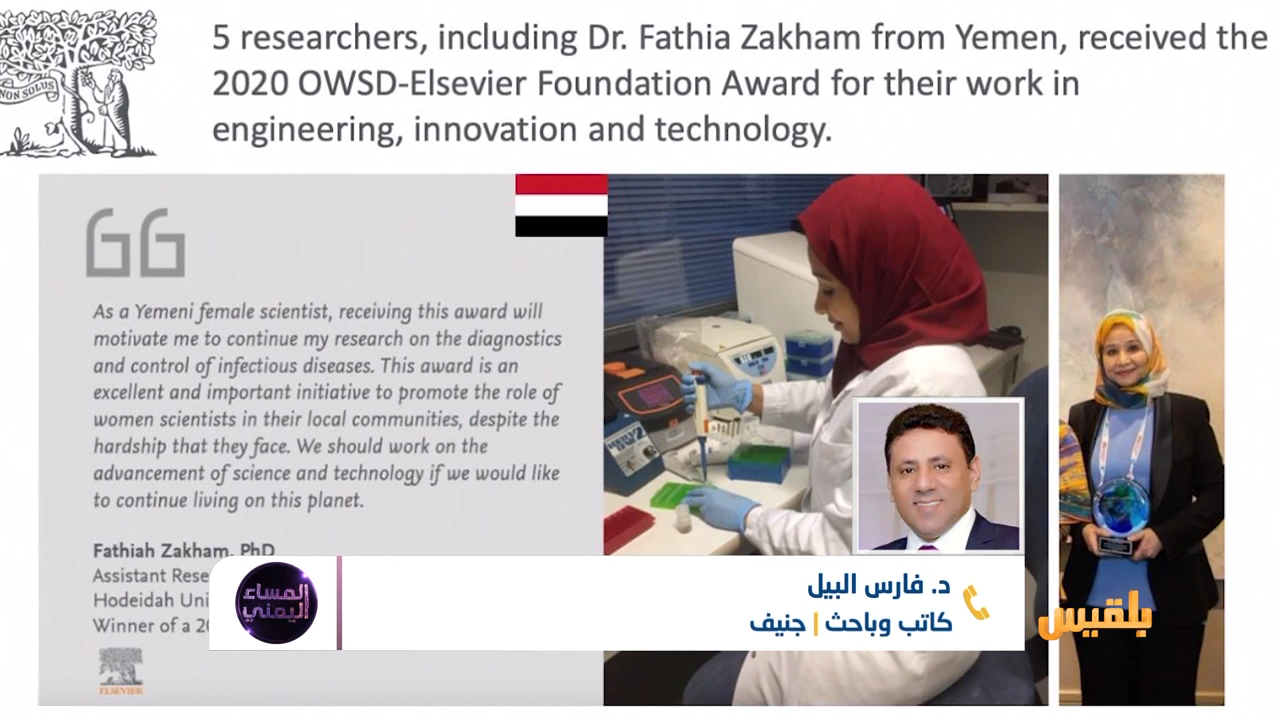 5 researchers, including Dr. Fathia Zakham from Yemen, received the
2020 OWSD-Elsevier Foundation Award for their work in
engineering, innovation and technology.
NON SOLUS
As a Yemeni female scientist, receiving this award will
motivate me to continue my research on the diagnostics
and control of infectious diseases. This award is an
excellent and important initiative to promote the role of
women scientists in their local communities, despite the
hardship that they face. We should work on the
advancement of science and technology if we would like
to continue living on this planet.
Fathiah Zakham, PhD
Assistant Rese
Hodeidah Uni
Winner of a 20
ELSEVIER
المساء
اليمني
د. فارس البيل
كاتب وباحث | جنيف
بلقيس